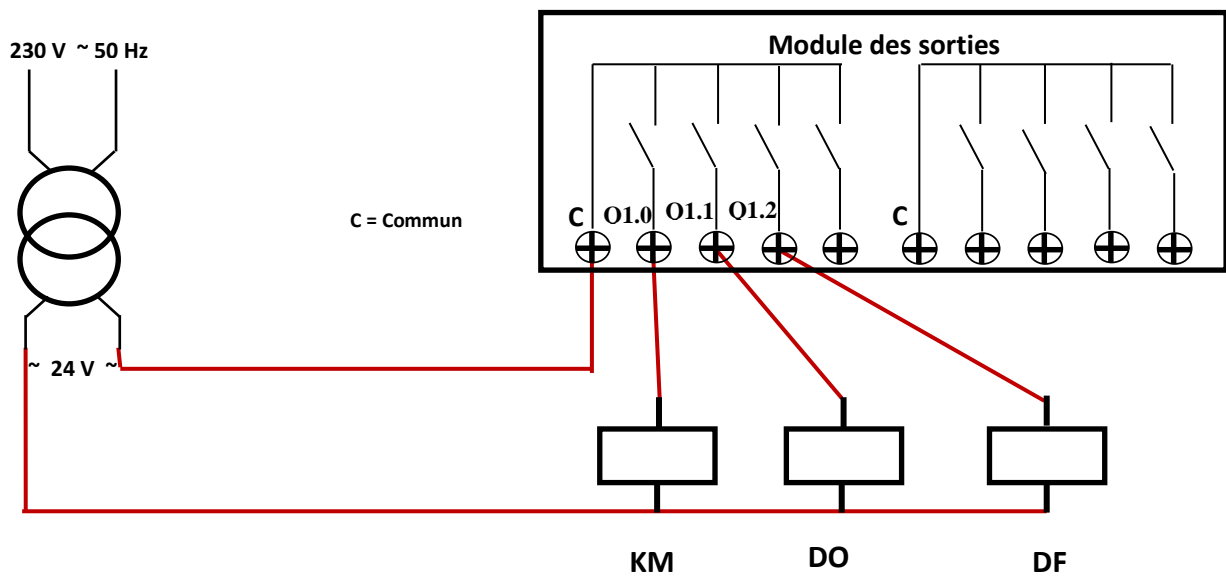 Module des sorties
230 V ~ 50 Hz
C = Commun
C O1.0 O1.1 O1.2 C
~ 24 V ~
KM DO DF